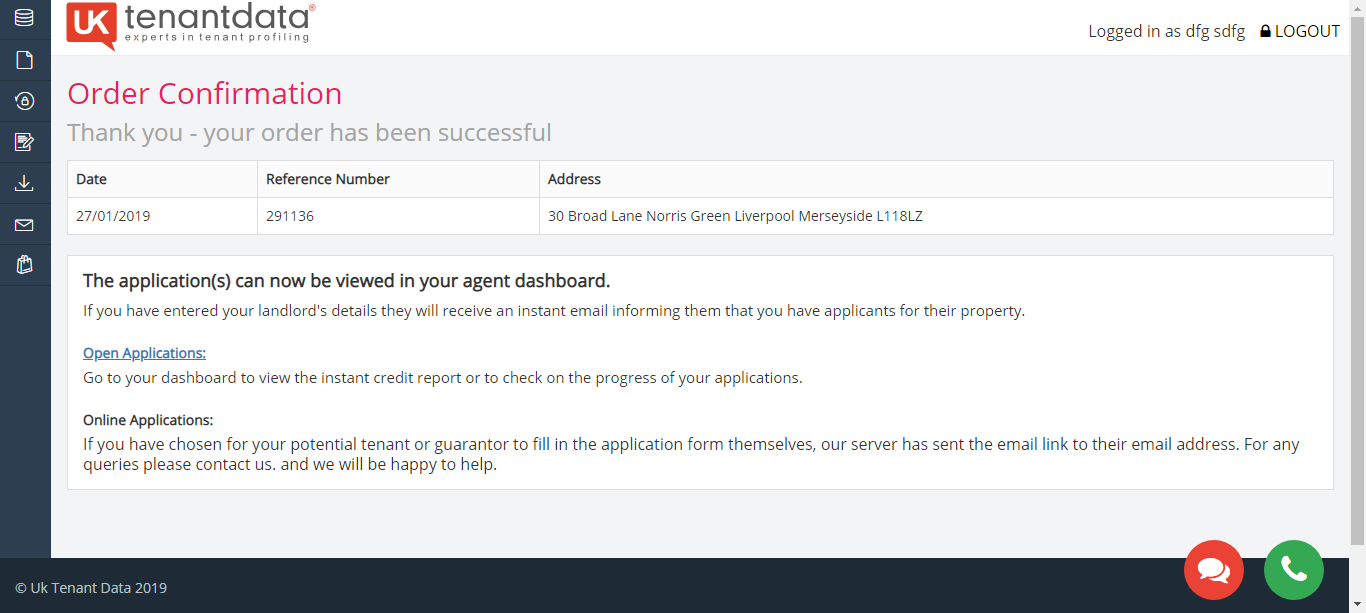 UK tenantdata®
experts in tenant profiling
Logged in as dfg sdfg LOGOUT
Order Confirmation
Thank you - your order has been successful
Date Reference Number Address
27/01/2019 291136 30 Broad Lane Norris Green Liverpool Merseyside L118LZ
The application(s) can now be viewed in your agent dashboard.
If you have entered your landlord's details they will receive an instant email informing them that you have applicants for their property.
Open Applications:
Go to your dashboard to view the instant credit report or to check on the progress of your applications.
Online Applications:
If you have chosen for your potential tenant or guarantor to fill in the application form themselves, our server has sent the email link to their email address. For any
queries please contact us. and we will be happy to help.
© Uk Tenant Data 2019